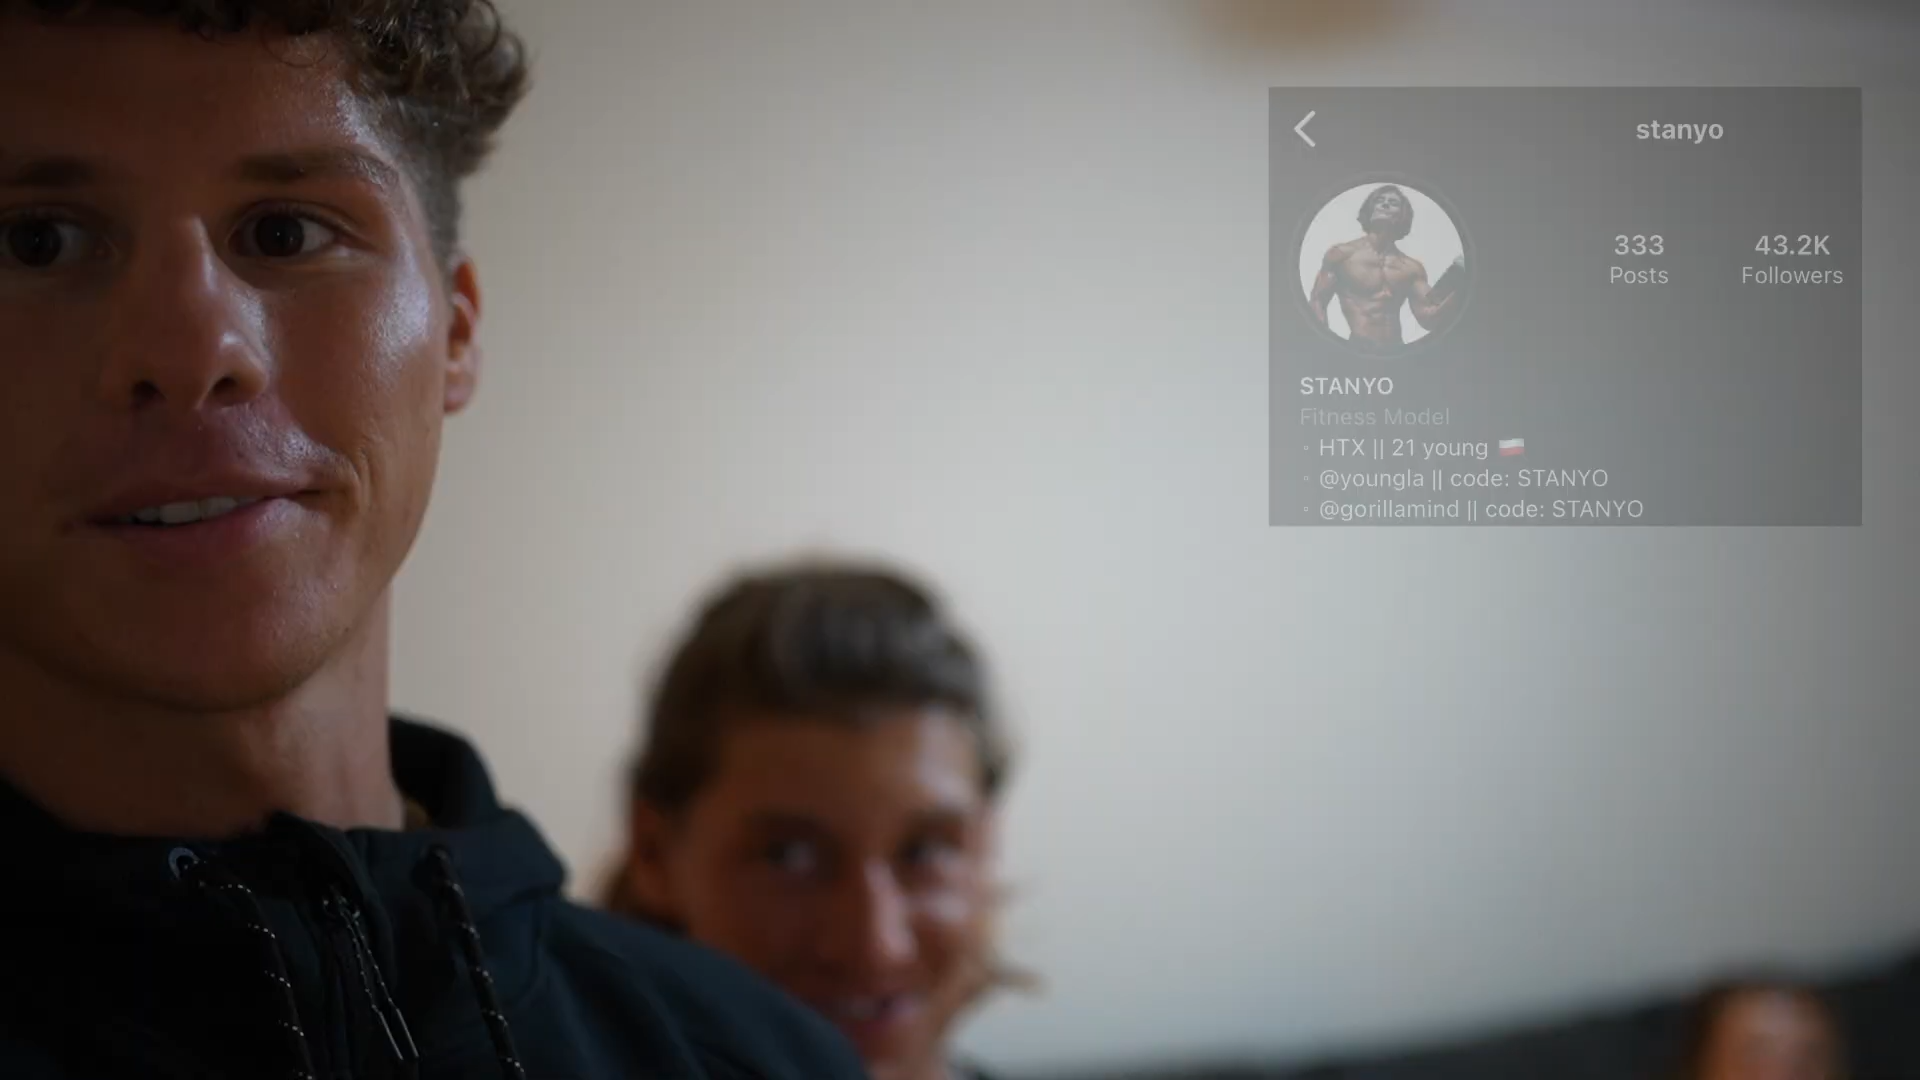 stanyo
333
43.2K
Posts
Followers
STANYO
Fitness Model
▫ HTX || 21 young 🇵🇱
▫ @youngla || code: STANYO
▫ @gorillamind || code: STANYO